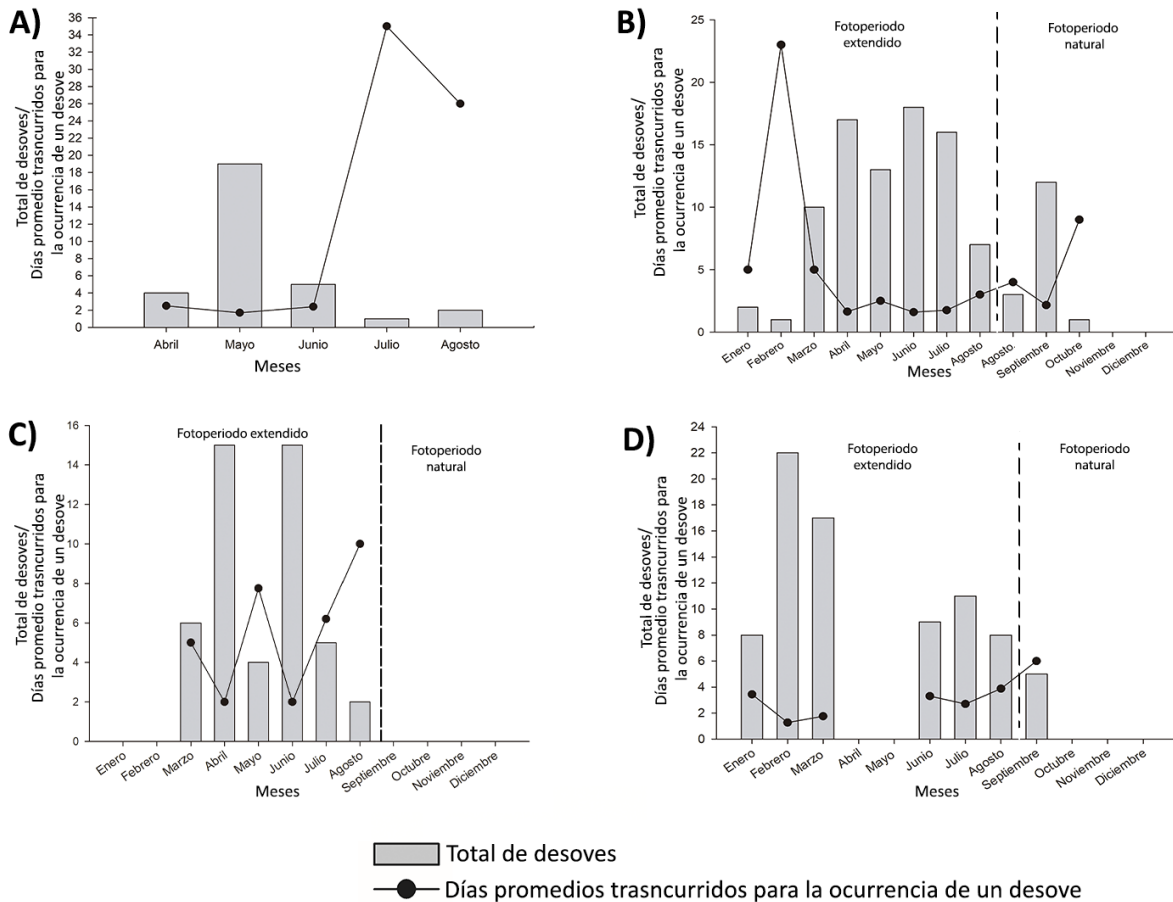 A)
Total de desoves/
Días promedio trasncurridos para
la ocurrencia de un desove
36
34
32
30
28
26
24
22
20
18
16
14
12
10
8
6
4
2
0
Abril Mayo Junio Julio Agosto
Meses
B)
Fotoperiodo
extendido
Fotoperiodo
natural
Total de desoves/
Días promedio trasncurridos para
la ocurrencia de un desove
25
20
15
10
5
0
Enero Febrero Marzo Abril Mayo Junio Julio Agosto Agosto. Septiembre Octubre Noviembre Diciembre
Meses
C)
Fotoperiodo extendido
Fotoperiodo
natural
Total de desoves/
Días promedio trasncurridos para
la ocurrencia de un desove
16
14
12
10
8
6
4
2
0
Enero Febrero Marzo Abril Mayo Junio Julio Agosto Septiembre Octubre Noviembre Diciembre
Meses
D)
Fotoperiodo
extendido
Fotoperiodo
natural
Total de desoves/
Días promedio trasncurridos para
la ocurrencia de un desove
24
22
20
18
16
14
12
10
8
6
4
2
0
Enero Febrero Marzo Abril Mayo Junio Julio Agosto Septiembre Octubre Noviembre Diciembre
Meses
Total de desoves
Días promedios trasncurridos para la ocurrencia de un desove